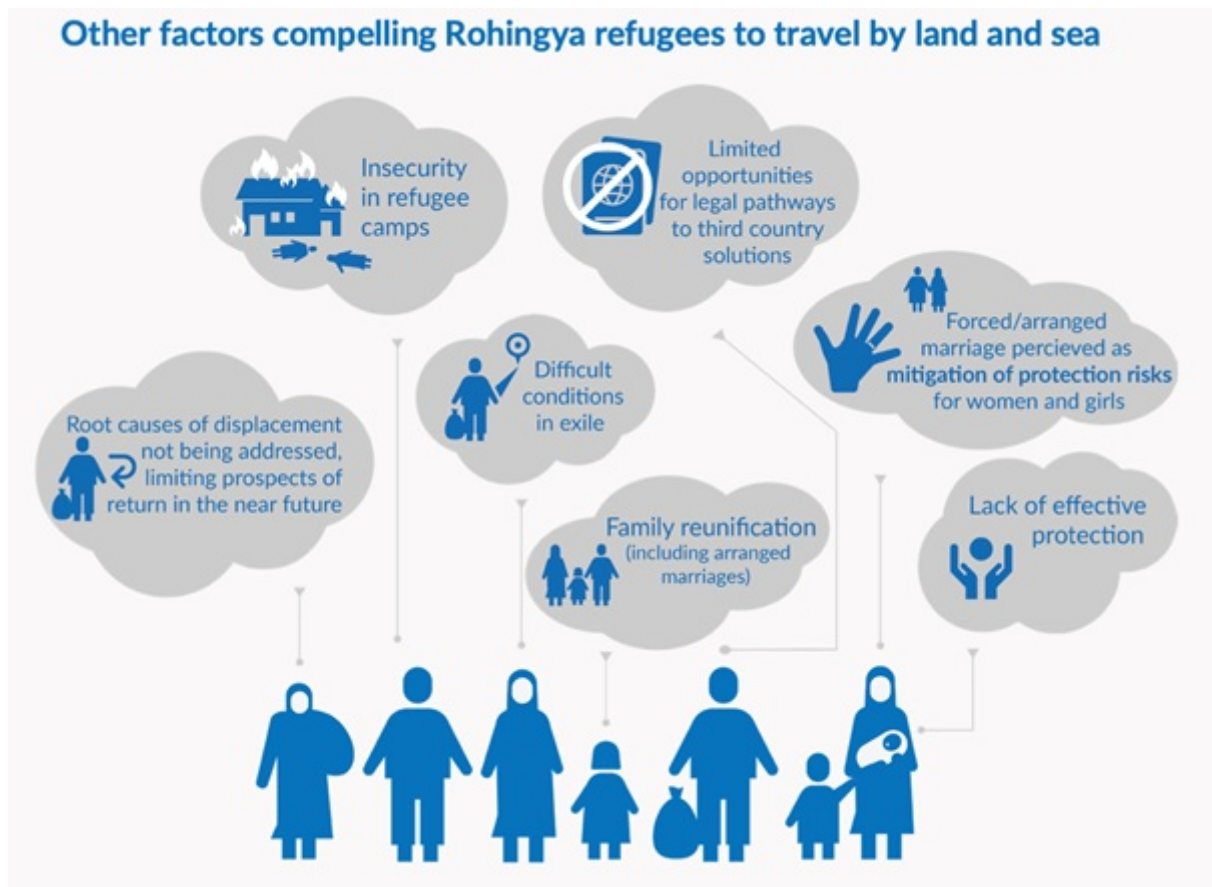 Other factors compelling Rohingya refugees to travel by land and sea
Insecurity
in refugee
camps
Limited
opportunities
for legal pathways
to third country
solutions
Forced/arranged
marriage percieved as
mitigation of protection risks
for women and girls
Difficult
conditions
in exile
Root causes of displacement
not being addressed,
limiting prospects of
return in the near future
Family reunification
(including arranged
marriages)
Lack of effective
protection